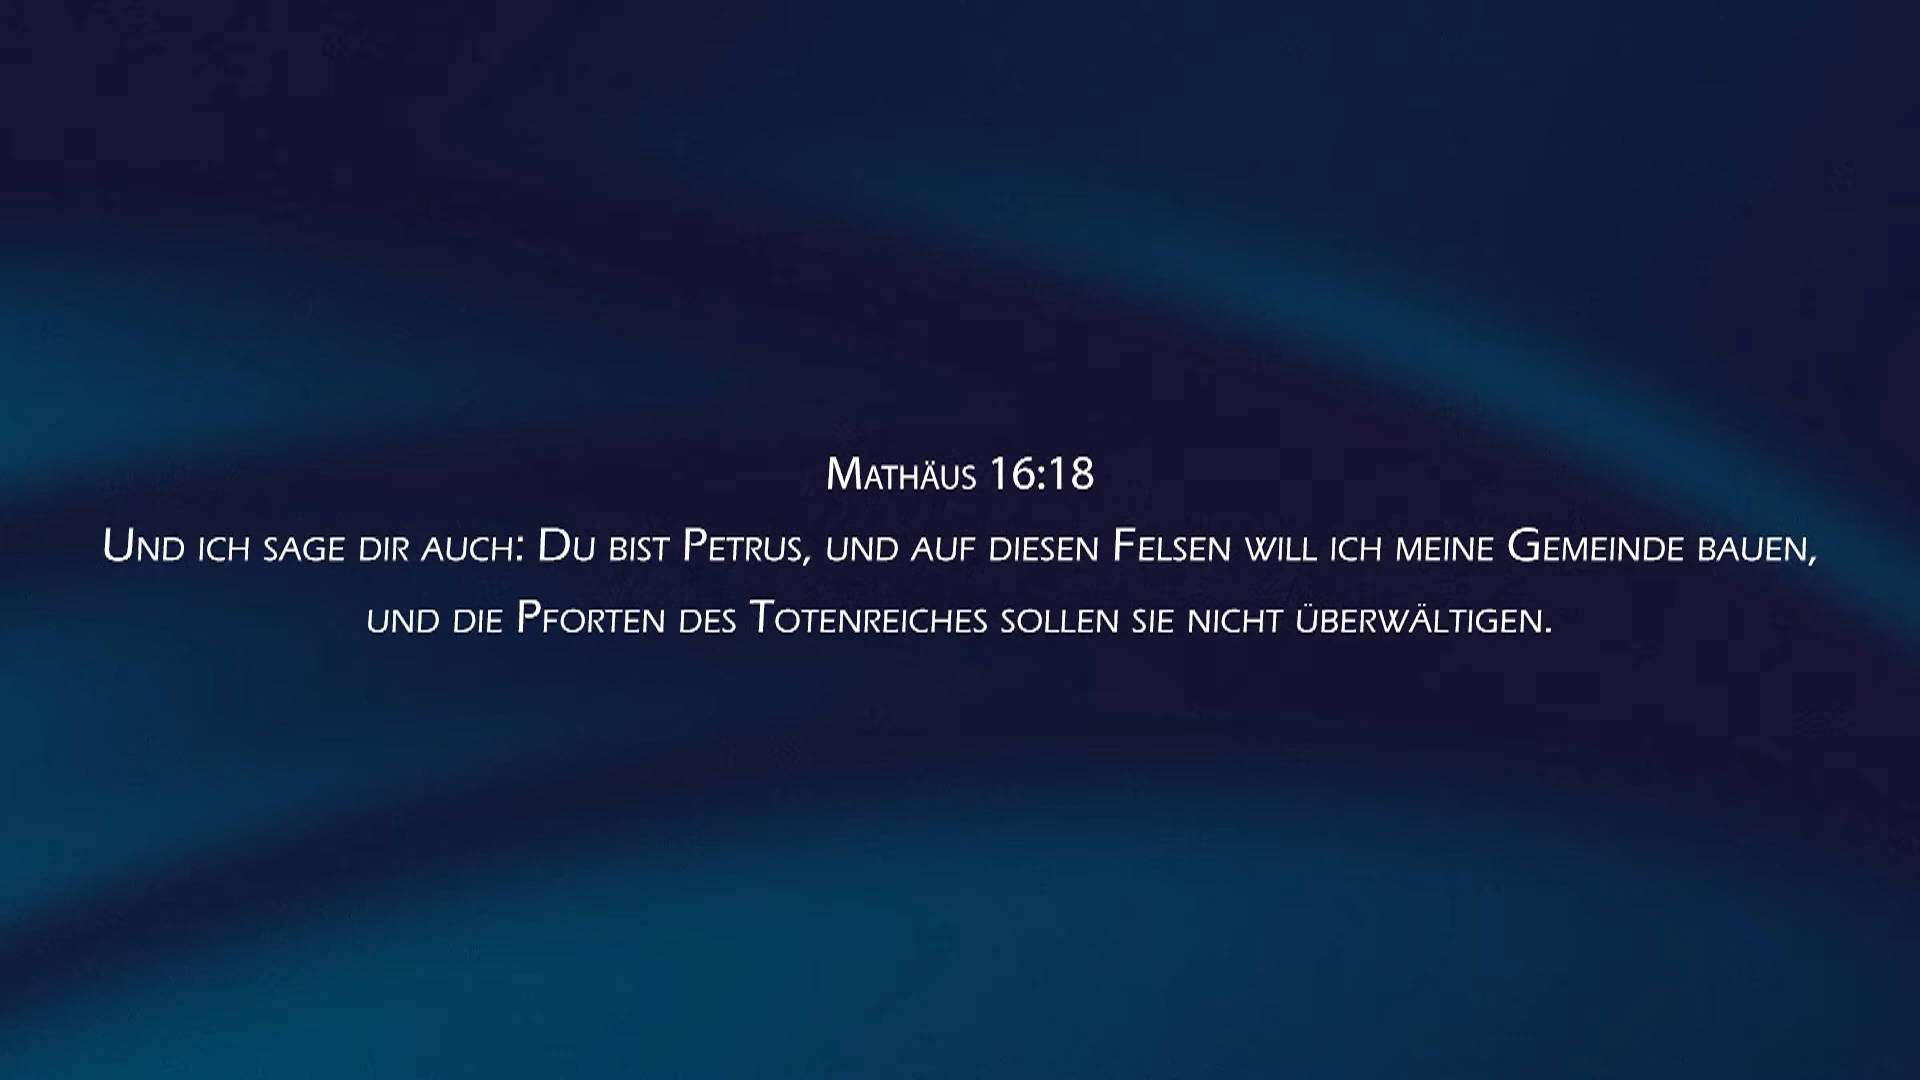 Mathäus 16:18
Und ich sage dir auch: Du bist Petrus, und auf diesen Felsen will ich meine Gemeinde bauen,
und die Pforten des Totenreiches sollen sie nicht überwältigen.